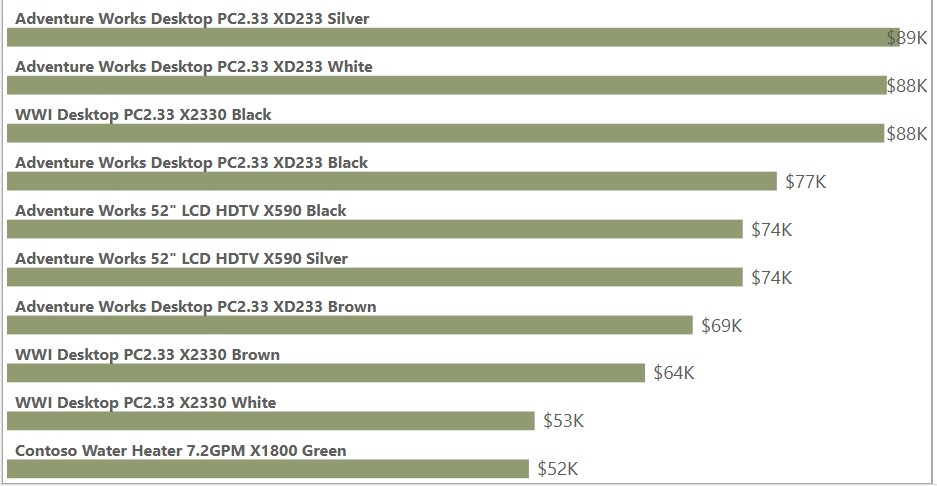 Adventure Works Desktop PC2.33 XD233 Silver
$89K
Adventure Works Desktop PC2.33 XD233 White
$88K
WWI Desktop PC2.33 X2330 Black
$88K
Adventure Works Desktop PC2.33 XD233 Black
$77K
Adventure Works 52" LCD HDTV X590 Black
$74K
Adventure Works 52" LCD HDTV X590 Silver
$74K
Adventure Works Desktop PC2.33 XD233 Brown
$69K
WWI Desktop PC2.33 X2330 Brown
$64K
WWI Desktop PC2.33 X2330 White
$53K
Contoso Water Heater 7.2GPM X1800 Green
$52K